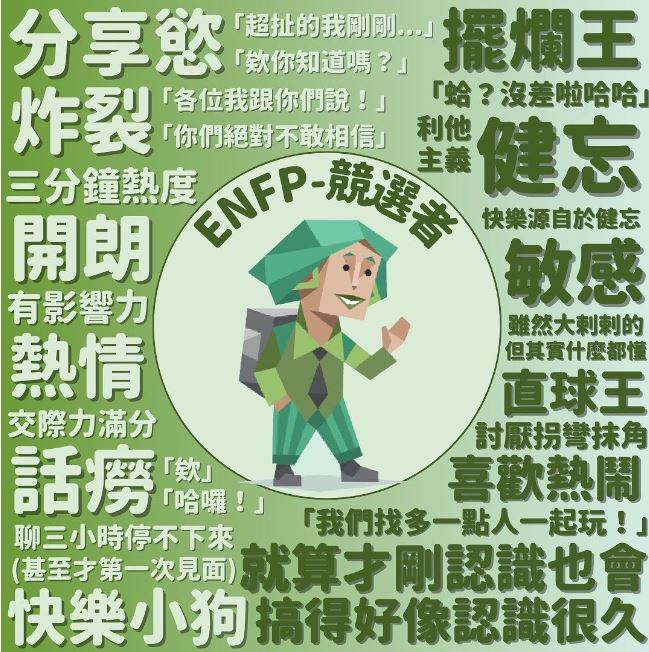 分享慾
「超扯的我剛剛...」
「欸你知道嗎？」
炸裂
「各位我跟你們說！」
「你們絕對不敢相信」
三分鐘熱度
開朗
有影響力
熱情
交際力滿分
話癆
「欸」
「哈囉！」
聊三小時停不下來
(甚至才第一次見面)
快樂小狗
ENFP-競選者
擺爛王
「蛤？沒差啦哈哈」
利他
主義
健忘
快樂源自於健忘
敏感
雖然大剌剌的
但其實什麼都懂
直球王
討厭拐彎抹角
喜歡熱鬧
「我們找多一點人一起玩！」
就算才剛認識也會
搞得好像認識很久